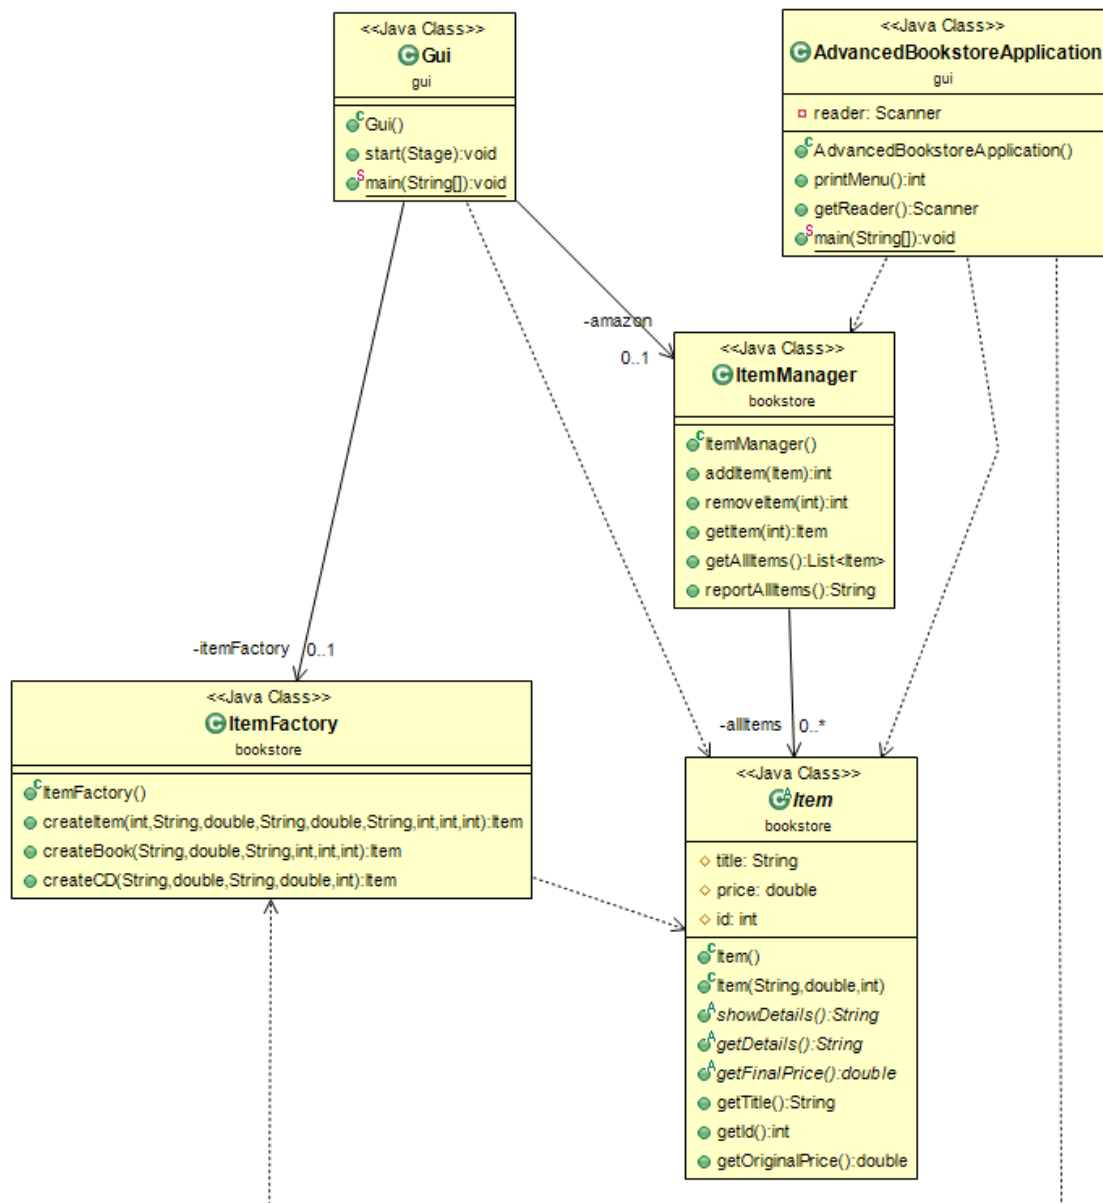 <<Java Class>>
Gui
gui
Gui()
start(Stage):void
main(String[]):void
<<Java Class>>
AdvancedBookstoreApplication
gui
reader: Scanner
AdvancedBookstoreApplication()
printMenu():int
getReader():Scanner
main(String[]):void
-amazon
0..1
<<Java Class>>
ItemManager
bookstore
ItemManager()
addItem(Item):int
removeItem(int):int
getItem(int):Item
getAllItems():List<Item>
reportAllItems():String
-itemFactory 0..1
<<Java Class>>
ItemFactory
bookstore
ItemFactory()
createItem(int,String,double,String,double,String,int,int,int):Item
createBook(String,double,String,int,int,int):Item
createCD(String,double,String,double,int):Item
-allItems 0..*
<<Java Class>>
Item
bookstore
title: String
price: double
id: int
Item()
Item(String,double,int)
showDetails():String
getDetails():String
getFinalPrice():double
getTitle():String
getId():int
getOriginalPrice():double